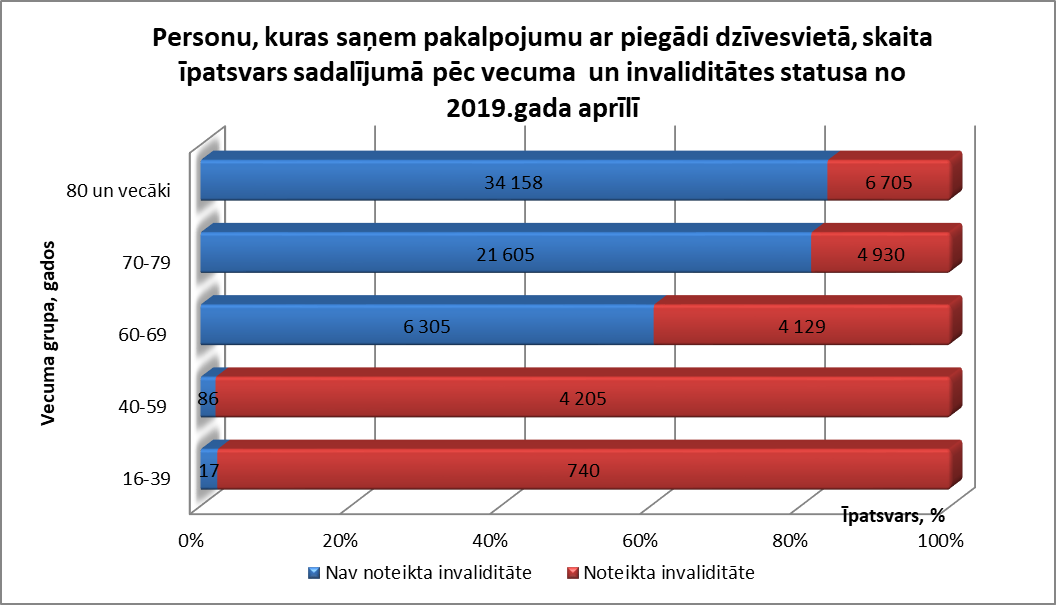 Personu, kuras saņem pakalpojumu ar piegādi dzīvesvietā, skaita
īpatsvars sadalījumā pēc vecuma un invaliditātes statusa no
2019.gada aprīlī
Vecuma grupa, gados
80 un vecāki
34 158
6 705
70-79
21 605
4 930
60-69
6 305
4 129
40-59
86
4 205
16-39
17
740
Īpatsvars, %
0%
20%
40%
60%
80%
100%
Nav noteikta invaliditāte
Noteikta invaliditāte